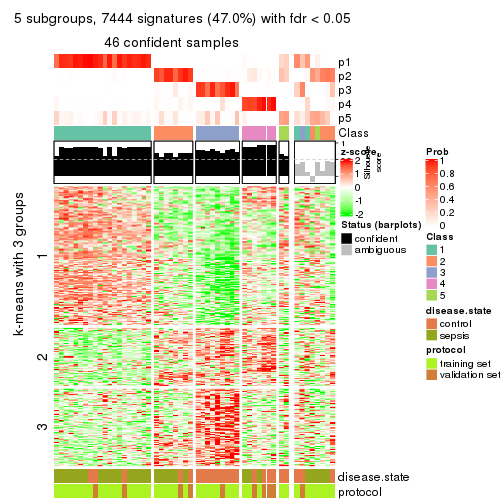 5 subgroups, 7444 signatures (47.0%) with fdr < 0.05
46 confident samples
p1
p2
p3
p4
p5
Class
1
Silhouette
score
z-score
2
1
0
-1
-2
Status (barplots)
confident
ambiguous
Prob
1
0.8
0.6
0.4
0.2
0
Class
1
2
3
4
5
disease.state
control
sepsis
protocol
training set
validation set
k-means with 3 groups
1
2
3
disease.state
protocol